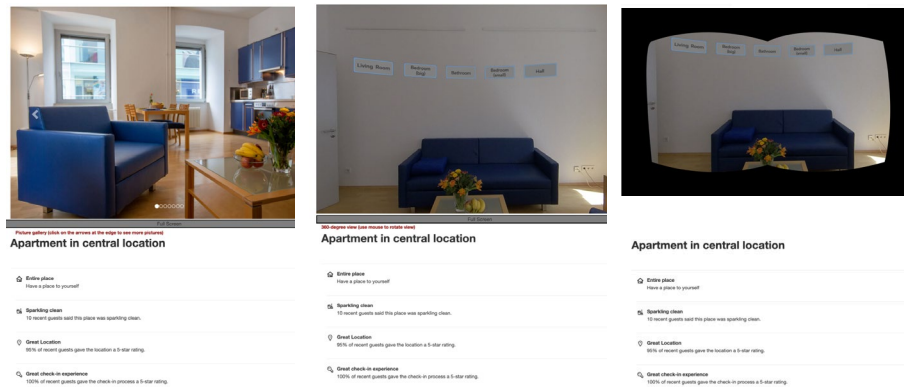 Full Screen
Picture gallery (click on the arrows at the edge to see more pictures)
Apartment in central location
Entire place
Have a place to yourself
Sparkling clean
10 recent guests said this place was sparkling clean.
Great Location
95% of recent guests gave the location a 5-star rating.
Great check-in experience
100% of recent guests gave the check-in process a 5-star rating.
Living Room
Bedroom
(big)
Bathroom
Bedroom
(small)
Hall
Full Screen
360-degree view (use mouse to rotate view)
Apartment in central location
Entire place
Have a place to yourself
Sparkling clean
10 recent guests said this place was sparkling clean.
Great Location
95% of recent guests gave the location a 5-star rating.
Great check-in experience
100% of recent guests gave the check-in process a 5-star rating.
Living Room
Bedroom
(big)
Bathroom
Bedroom
(small)
Hall
Apartment in central location
Entire place
Have a place to yourself
Sparkling clean
10 recent guests said this place was sparkling clean.
Great Location
95% of recent guests gave the location a 5-star rating.
Great check-in experience
100% of recent guests gave the check-in process a 5-star rating.